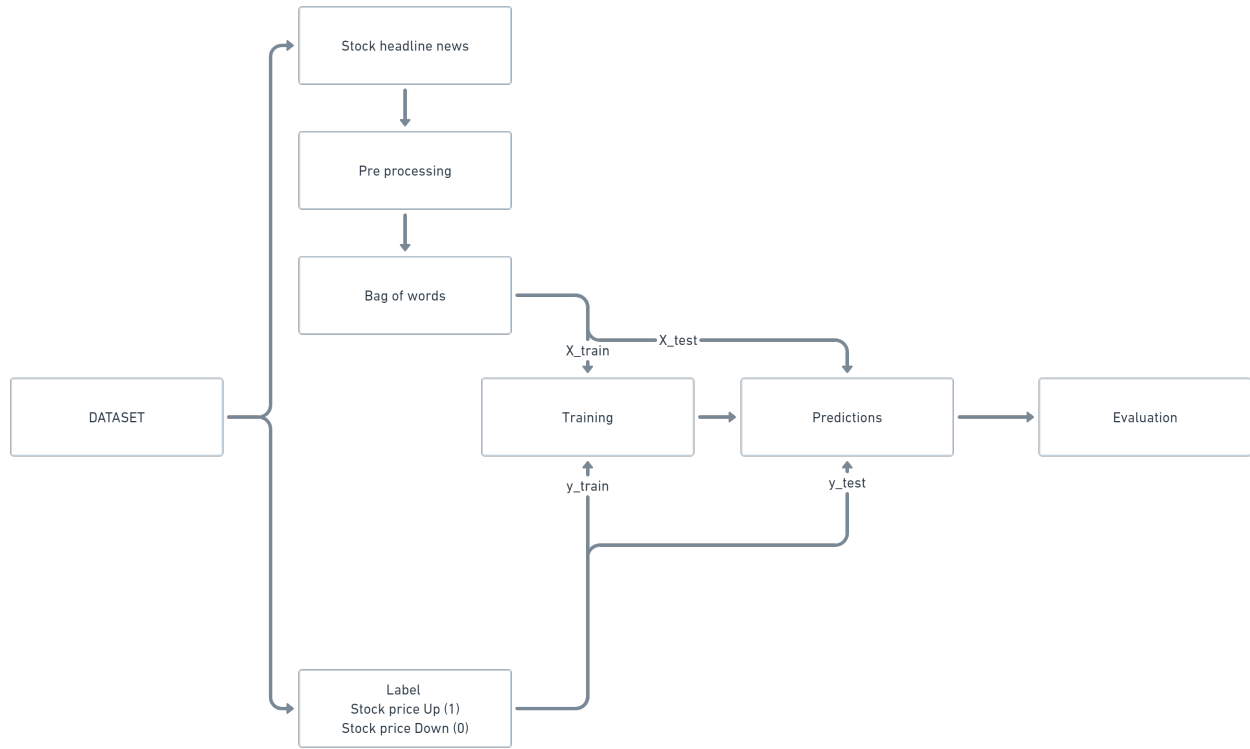 Stock headline news
Pre processing
Bag of words
X_test
X_train
DATASET
Training
Predictions
Evaluation
y_train
y_test
Label
Stock price Up (1)
Stock price Down (0)